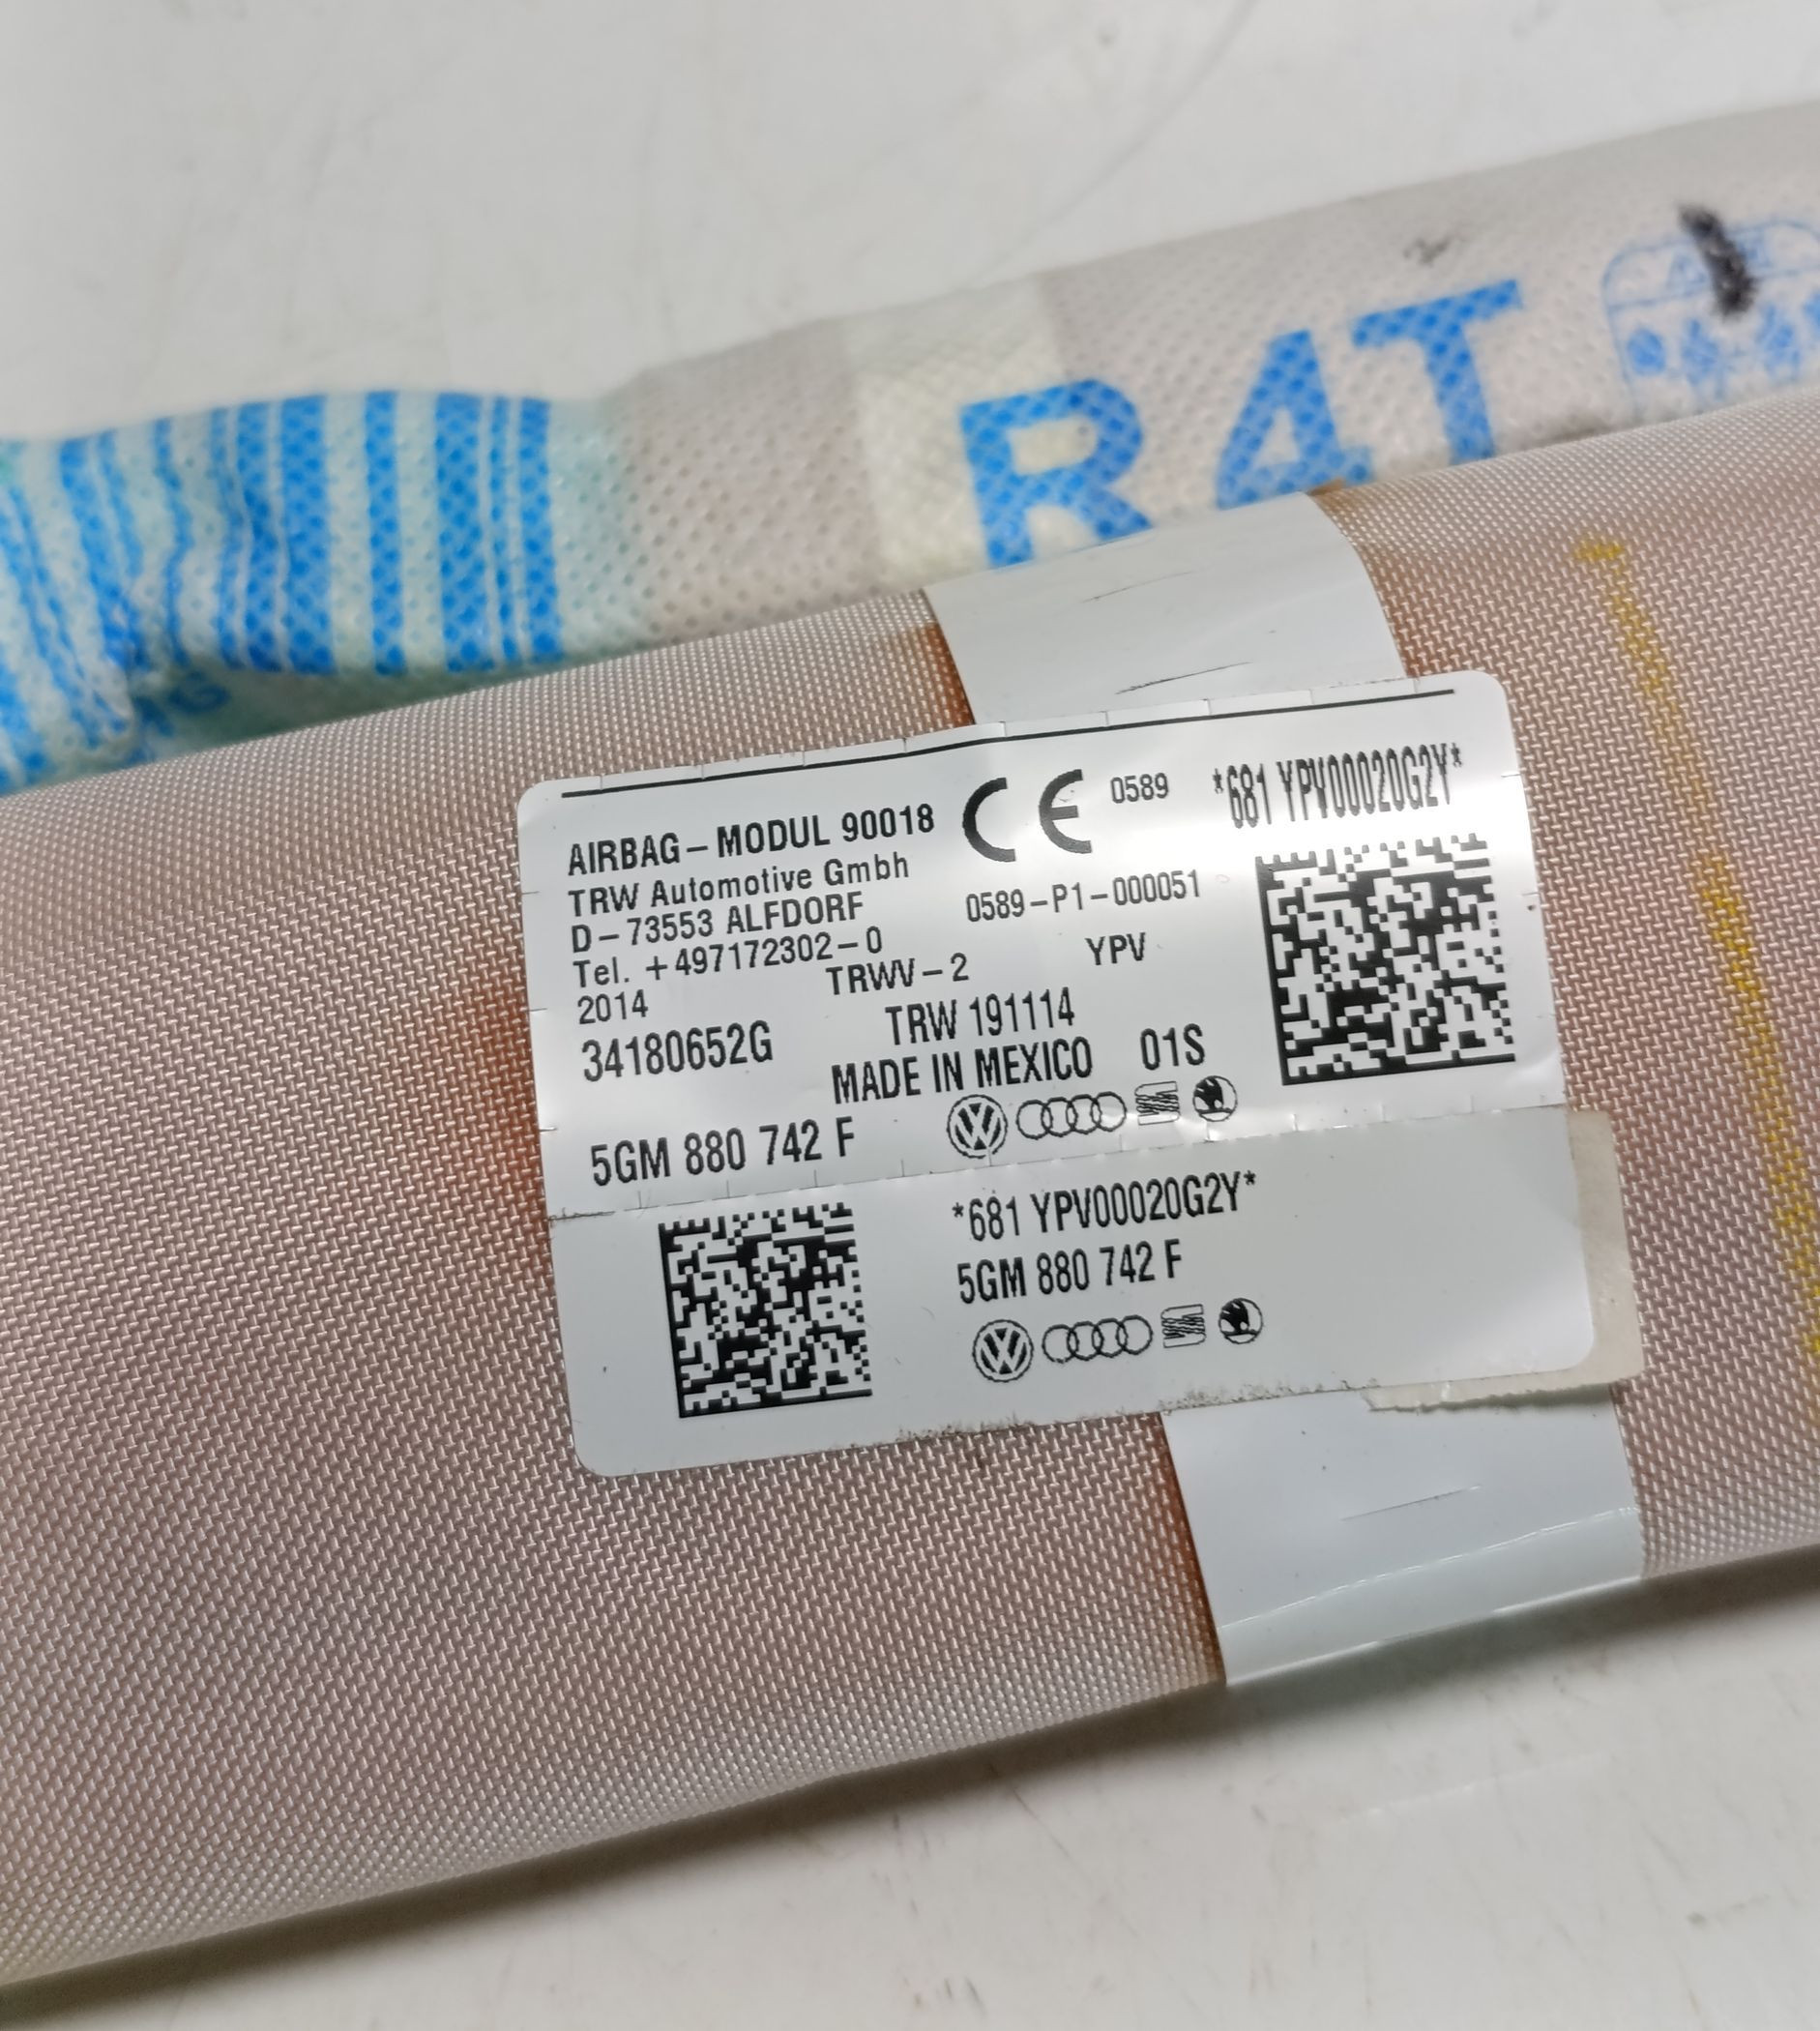 R4T
AIRBAG-MODUL 90018
CE 0589
*681 YPV00020G2Y*
TRW Automotive Gmbh
D-73553 ALFDORF
0589-P1-000051
Tel. +497172302-0
TRWV-2
YPV
2014
TRW 191114
34180652G
MADE IN MEXICO
01S
5GM 880 742 F
*681 YPV00020G2Y*
5GM 880 742 F